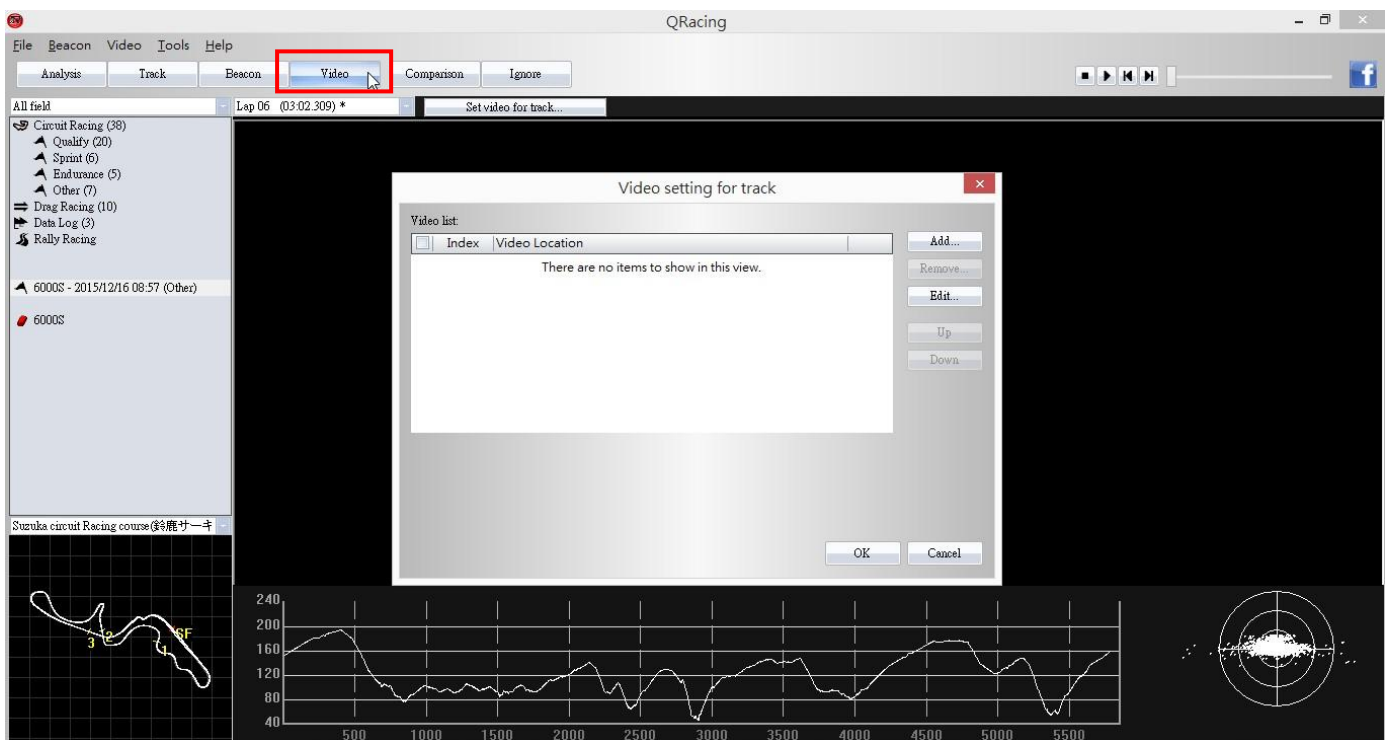 QRacing
File Beacon Video Tools Help
Analysis Track Beacon Video Comparison Ignore
All field Lap 06 (03:02.309) * Set video for track...
Circuit Racing (38)
Qualify (20)
Sprint (6)
Endurance (5)
Other (7)
Drag Racing (10)
Data Log (3)
Rally Racing
6000S - 2015/12/16 08:57 (Other)
6000S
Video setting for track
Video list:
Index Video Location
There are no items to show in this view.
Add...
Remove...
Edit...
Up
Down
OK Cancel
Suzuka circuit Racing course(鈴鹿サーキ
SF
1
2
3
240
200
160
120
80
40
500 1000 1500 2000 2500 3000 3500 4000 4500 5000 5500
f